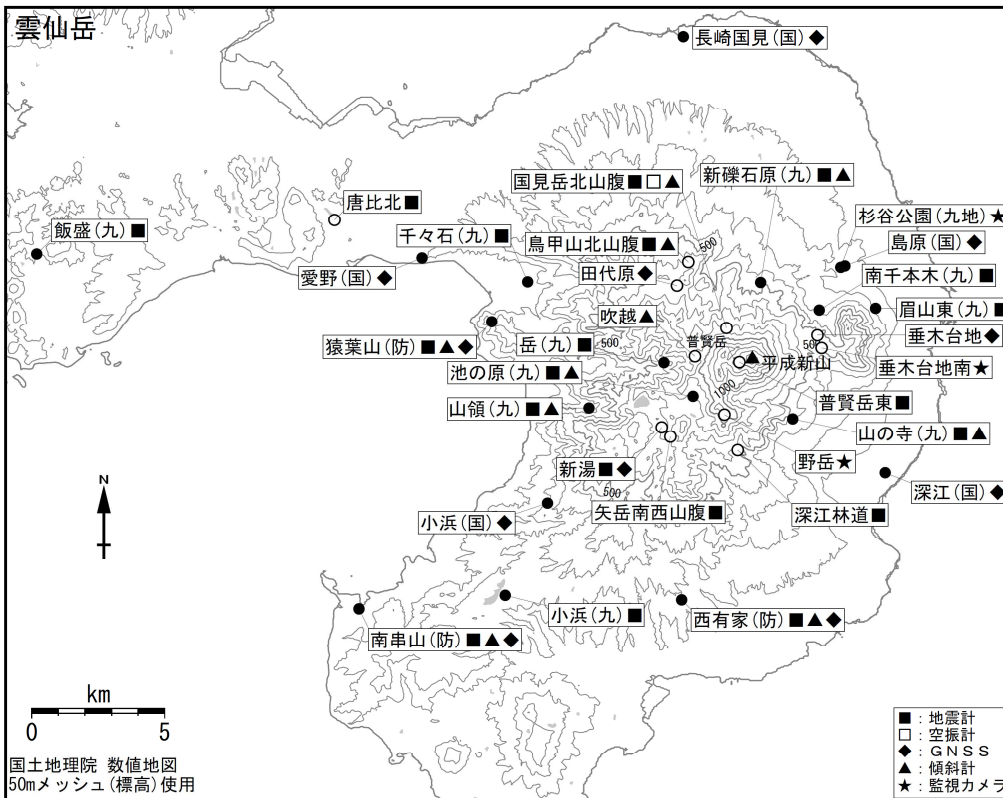 雲仙岳
長崎国見(国)◆
国見岳北山腹■□▲
新礫石原(九)■▲
唐比北■
杉谷公園(九地)★
飯盛(九)■
千々石(九)■
鳥甲山北山腹■▲
島原(国)◆
愛野(国)◆
田代原◆
500
南千本木(九)■
眉山東(九)■
吹越▲
垂木台地◆
猿葉山(防)■▲◆
岳(九)■
500
普賢岳
平成新山
500
垂木台地南★
池の原(九)■▲
1000
普賢岳東■
山領(九)■▲
山の寺(九)■▲
新湯■◆
野岳★
500
深江(国)◆
小浜(国)◆
矢岳南西山腹■
深江林道■
N
小浜(九)■
西有家(防)■▲◆
南串山(防)■▲◆
km
0 5
国土地理院 数値地図
50mメッシュ(標高)使用
■:地震計
□:空振計
◆:GNSS
▲:傾斜計
★:監視カメラ